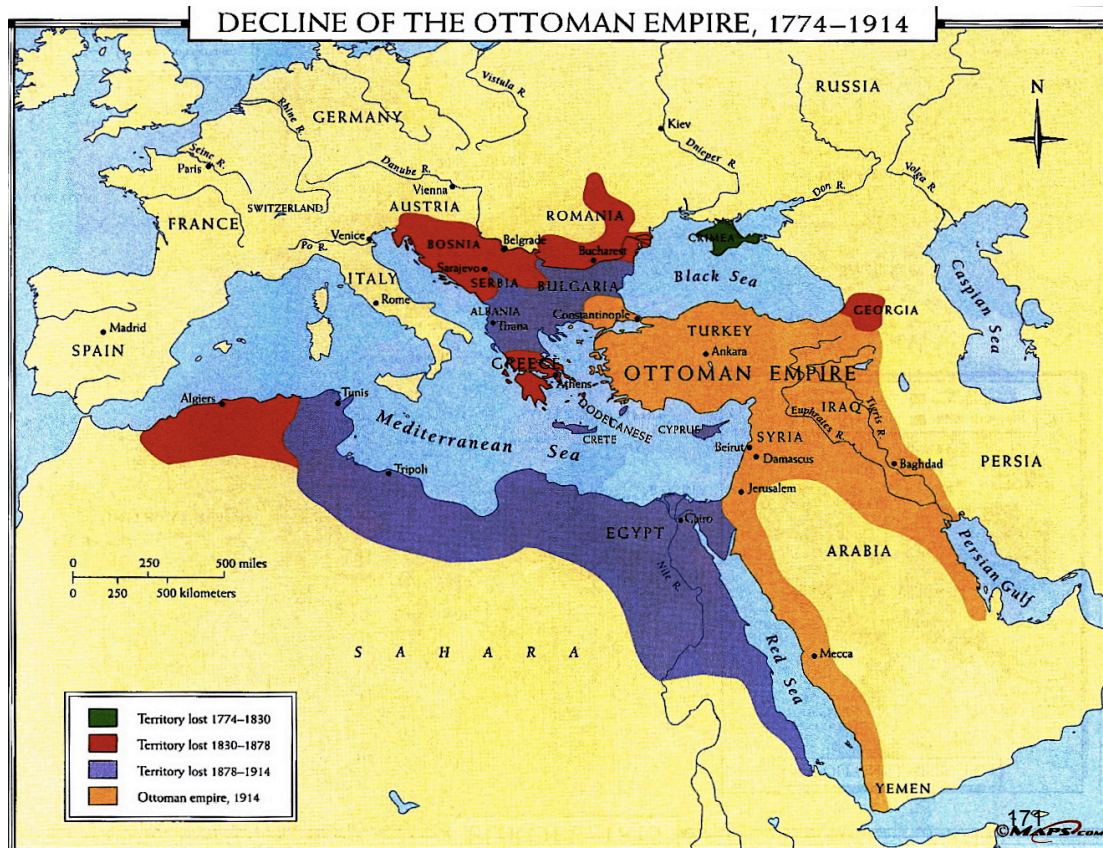 DECLINE OF THE OTTOMAN EMPIRE, 1774–1914
RUSSIA
N
Vistula R.
Rhine R.
GERMANY
Kiev
Dnieper R.
Seine R.
Paris
Danube R.
Vienna
Don R.
Volga R.
AUSTRIA
SWITZERLAND
FRANCE
ROMANIA
Venice
Po R.
BOSNIA
Belgrade
Bucharest
CRIMEA
Sarajevo
SERBIA
BULGARIA
Black Sea
Caspian Sea
ITALY
Rome
ALBANIA
Tirana
Constantinople
GEORGIA
Madrid
SPAIN
TURKEY
Ankara
GREECE
Athens
OTTOMAN EMPIRE
Algiers
Tunis
DODECANESE
IRAQ
Tigris R.
Euphrates R.
Mediterranean Sea
CRETE
CYPRUS
SYRIA
Beirut
Damascus
Baghdad
PERSIA
Tripoli
Jerusalem
EGYPT
Cairo
ARABIA
Persian Gulf
0 250 500 miles
0 250 500 kilometers
Nile R.
SAHARA
Red Sea
Mecca
Territory lost 1774–1830
Territory lost 1830–1878
Territory lost 1878–1914
Ottoman empire, 1914
YEMEN
171
©MAPS.COM